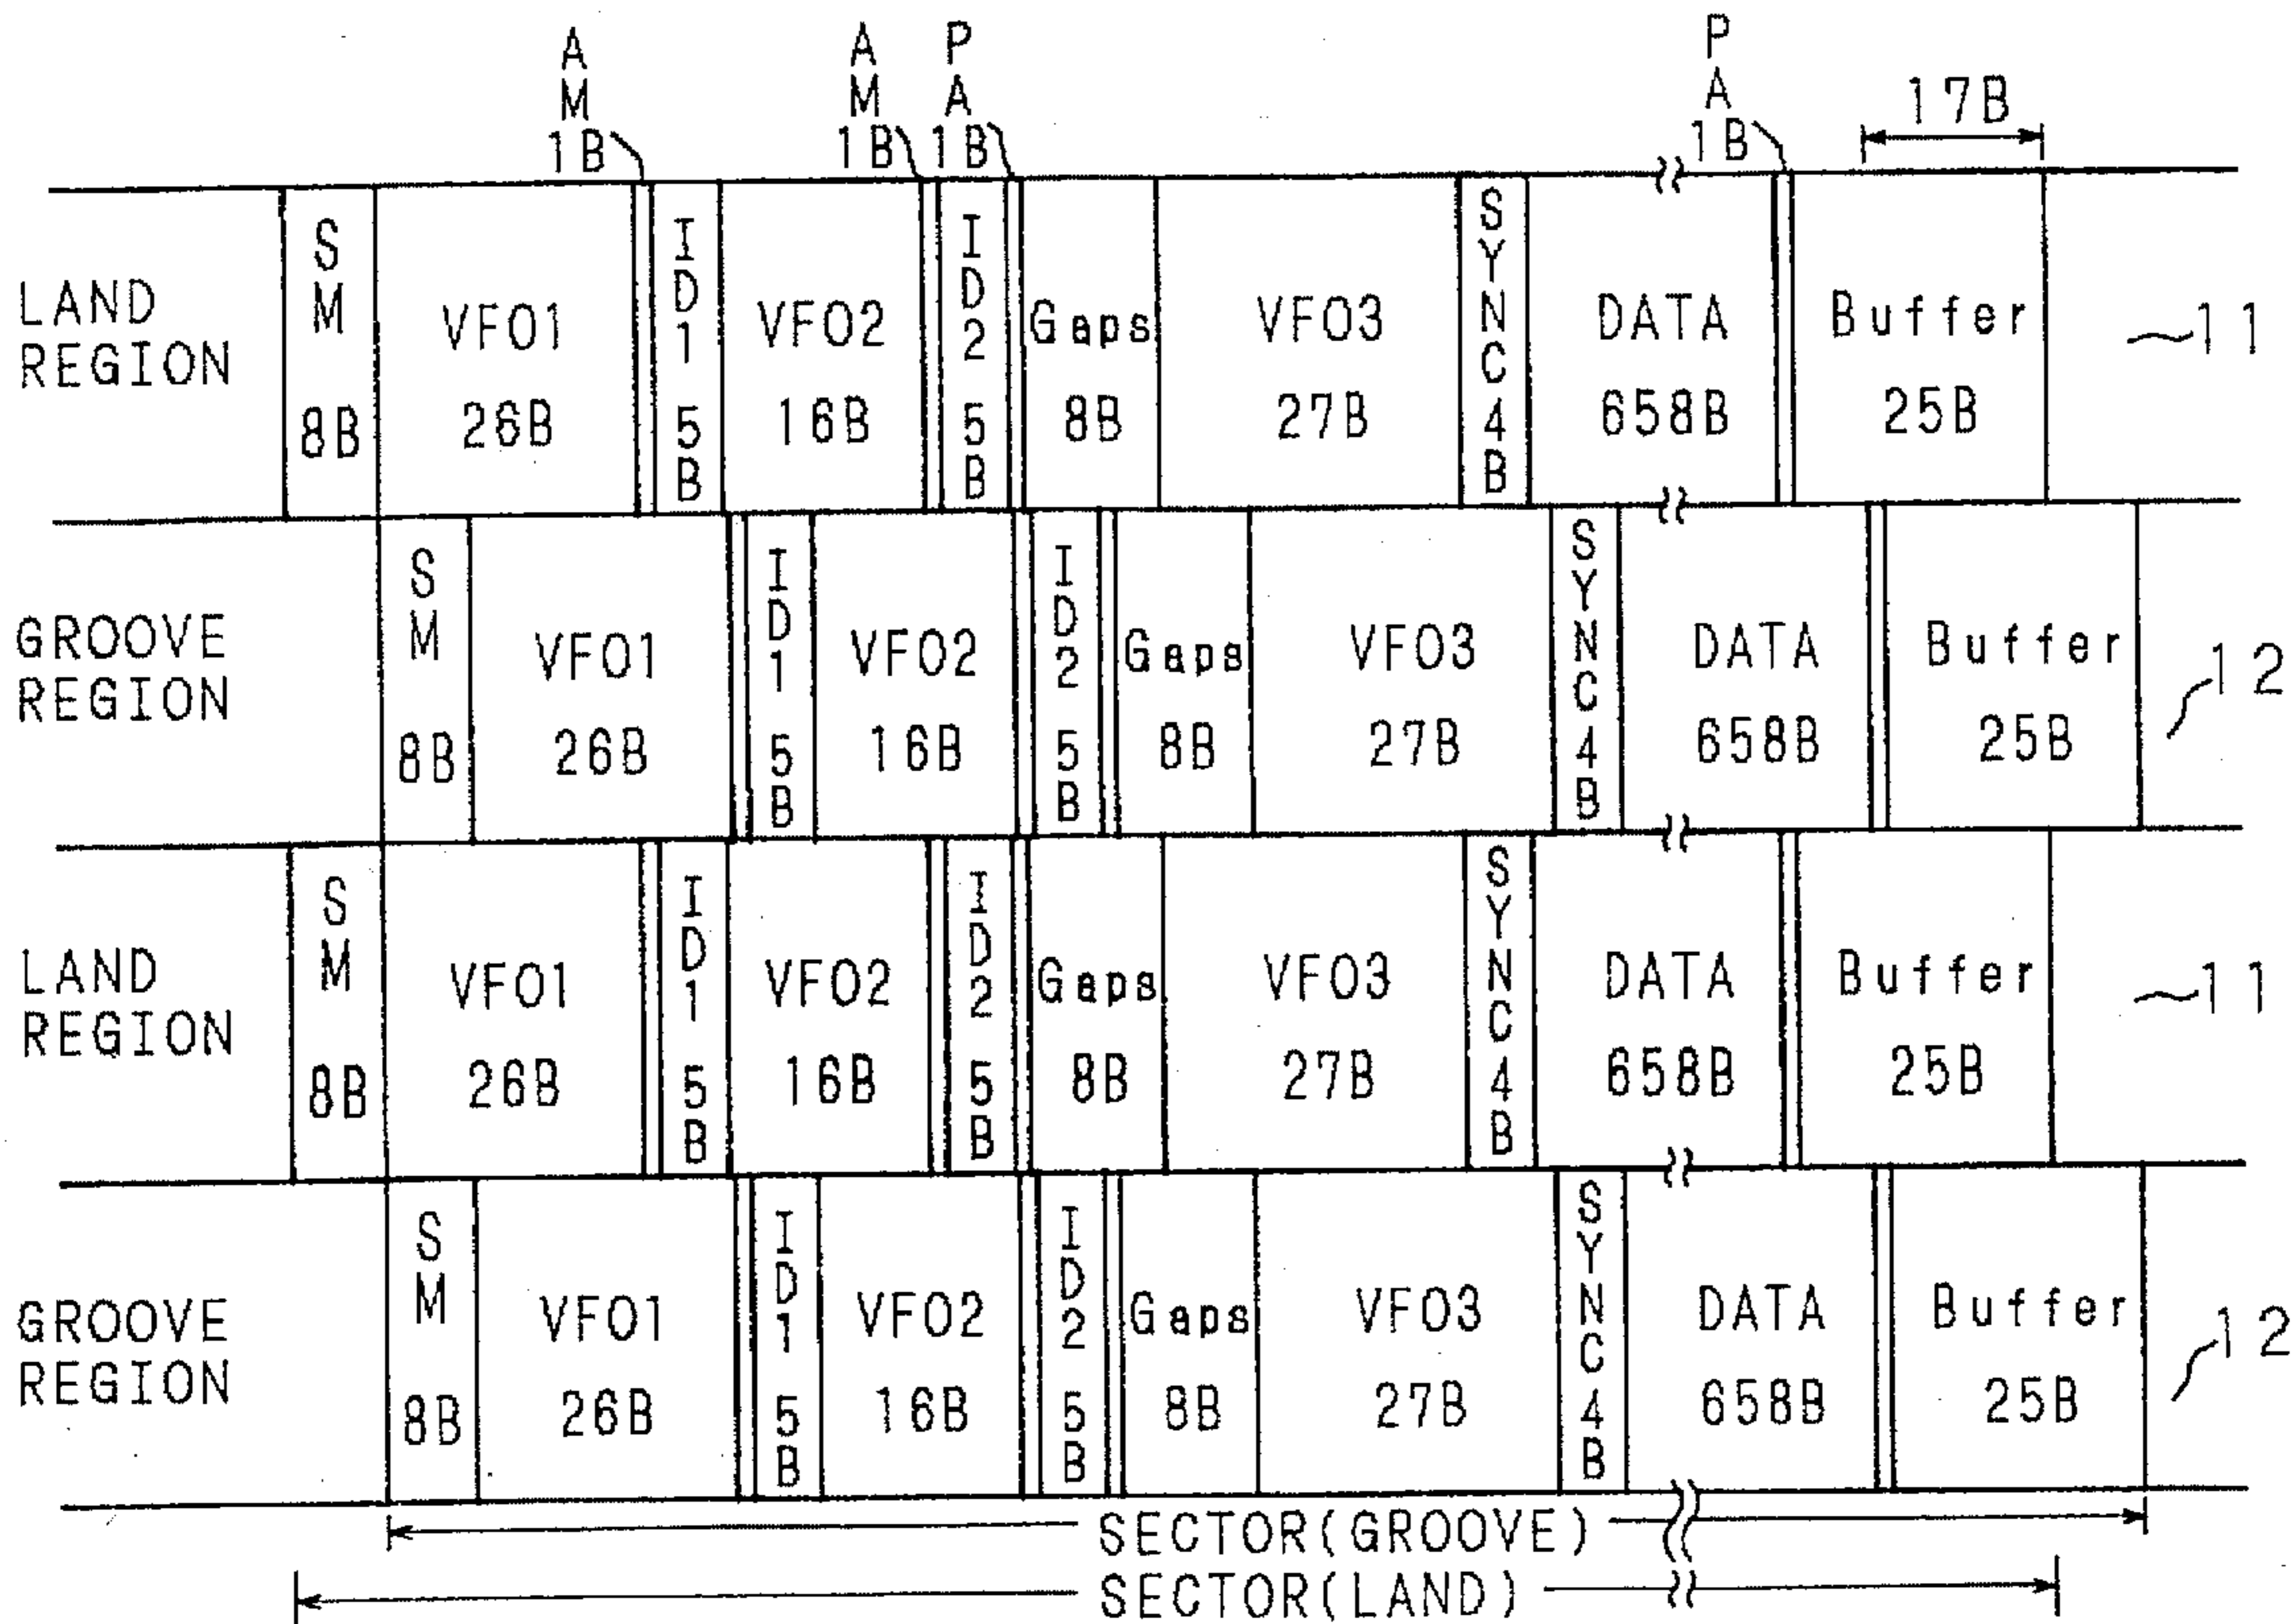 AM 1B AM 1B PA 1B PA 1B 17B
LAND REGION SM 8B VFO1 26B ID1 5B VFO2 16B ID2 5B Gaps 8B VFO3 27B SYNC 4B DATA 658B Buffer 25B 11
GROOVE REGION SM 8B VFO1 26B ID1 5B VFO2 16B ID2 5B Gaps 8B VFO3 27B SYNC 4B DATA 658B Buffer 25B 12
LAND REGION SM 8B VFO1 26B ID1 5B VFO2 16B ID2 5B Gaps 8B VFO3 27B SYNC 4B DATA 658B Buffer 25B 11
GROOVE REGION SM 8B VFO1 26B ID1 5B VFO2 16B ID2 5B Gaps 8B VFO3 27B SYNC 4B DATA 658B Buffer 25B 12
SECTOR(GROOVE)
SECTOR(LAND)